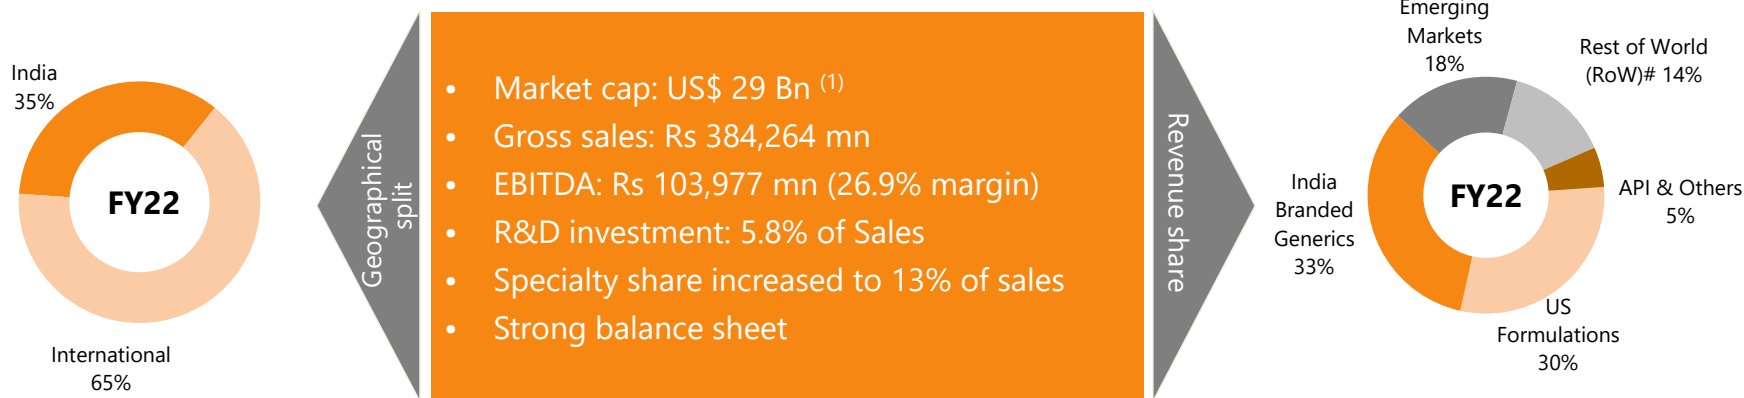 India
35%
FY22
International
65%
Geographical
split
• Market cap: US$ 29 Bn (1)
• Gross sales: Rs 384,264 mn
• EBITDA: Rs 103,977 mn (26.9% margin)
• R&D investment: 5.8% of Sales
• Specialty share increased to 13% of sales
• Strong balance sheet
Revenue share
Emerging
Markets
18%
Rest of World
(RoW)# 14%
India
Branded
Generics
33%
FY22
API & Others
5%
US
Formulations
30%